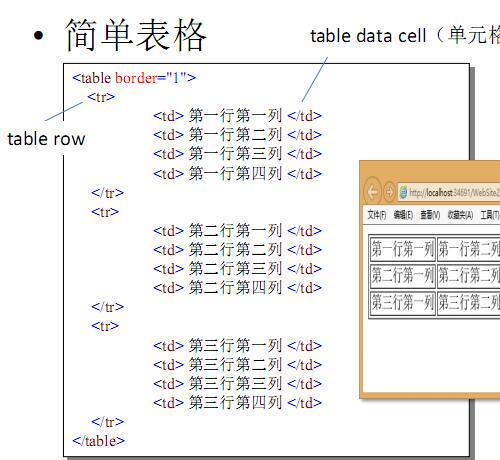 • 简单表格
table data cell（单元格
<table border="1">
<tr>
table row
<td> 第一行第一列 </td>
<td> 第一行第二列 </td>
<td> 第一行第三列 </td>
<td> 第一行第四列 </td>
</tr>
<tr>
<td> 第二行第一列 </td>
<td> 第二行第二列 </td>
<td> 第二行第三列 </td>
<td> 第二行第四列 </td>
</tr>
<tr>
<td> 第三行第一列 </td>
<td> 第三行第二列 </td>
<td> 第三行第三列 </td>
<td> 第三行第四列 </td>
</tr>
</table>
http://localhost:34691/WebSite2
文件(F) 编辑(E) 查看(V) 收藏夹(A) 工具(T)
第一行第一列 第一行第二列
第二行第一列 第二行第二列
第三行第一列 第三行第二列